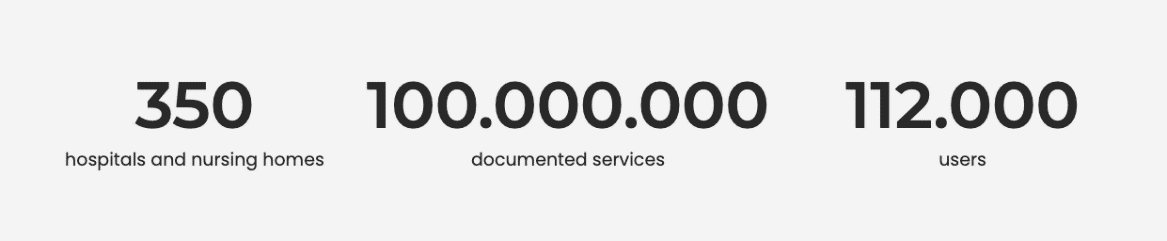 350 100.000.000 112.000
hospitals and nursing homes documented services users